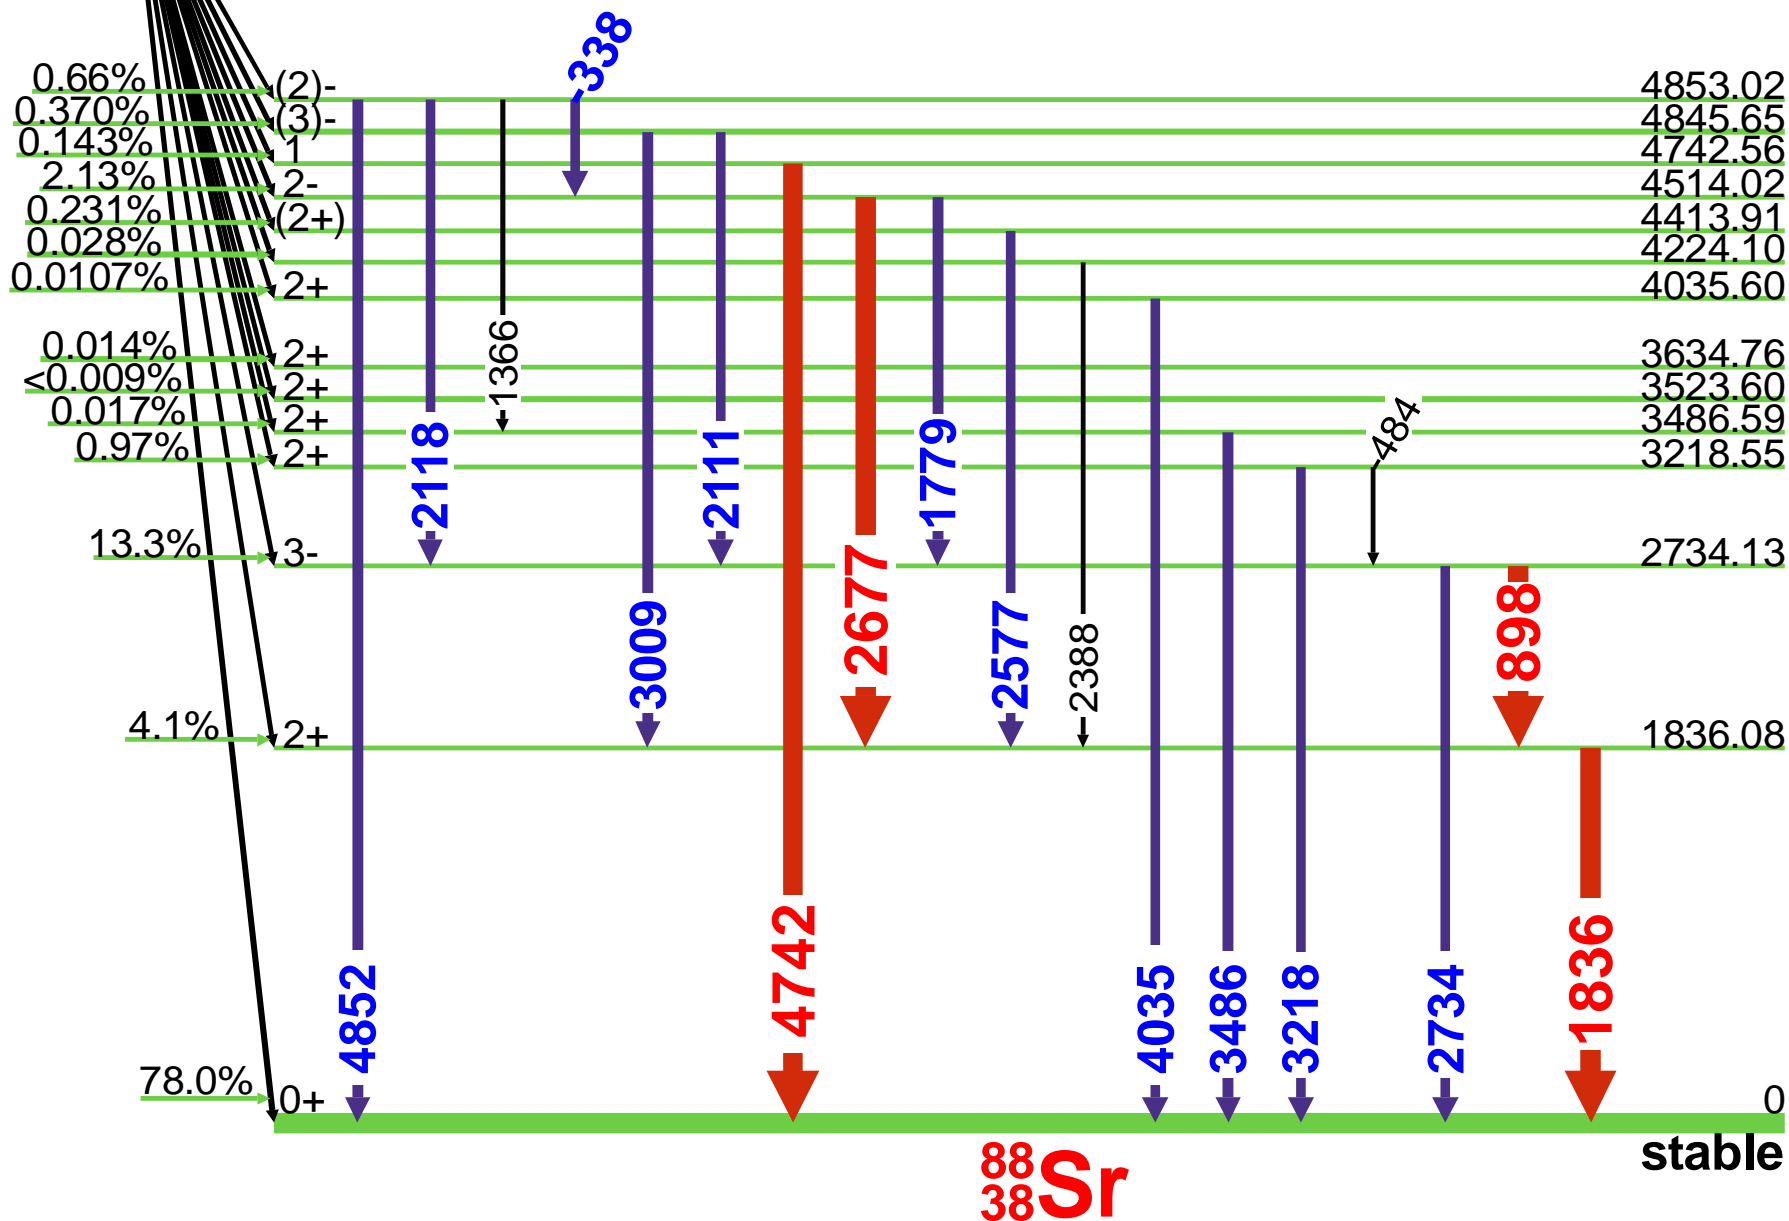 338
0.66% (2)- 4853.02
0.370% (3)- 4845.65
0.143% 1 4742.56
2.13% 2- 4514.02
0.231% (2+) 4413.91
0.028% 4224.10
0.0107% 2+ 4035.60
0.014% 2+ 3634.76
<0.009% 2+ 3523.60
0.017% 2+ 3486.59
0.97% 2+ 3218.55
1366
484
2118
2111
1779
13.3% 3- 2734.13
3009
2677
2577
2388
898
4.1% 2+ 1836.08
4852
4742
4035
3486
3218
2734
1836
78.0% 0+ 0
stable
88
38 Sr